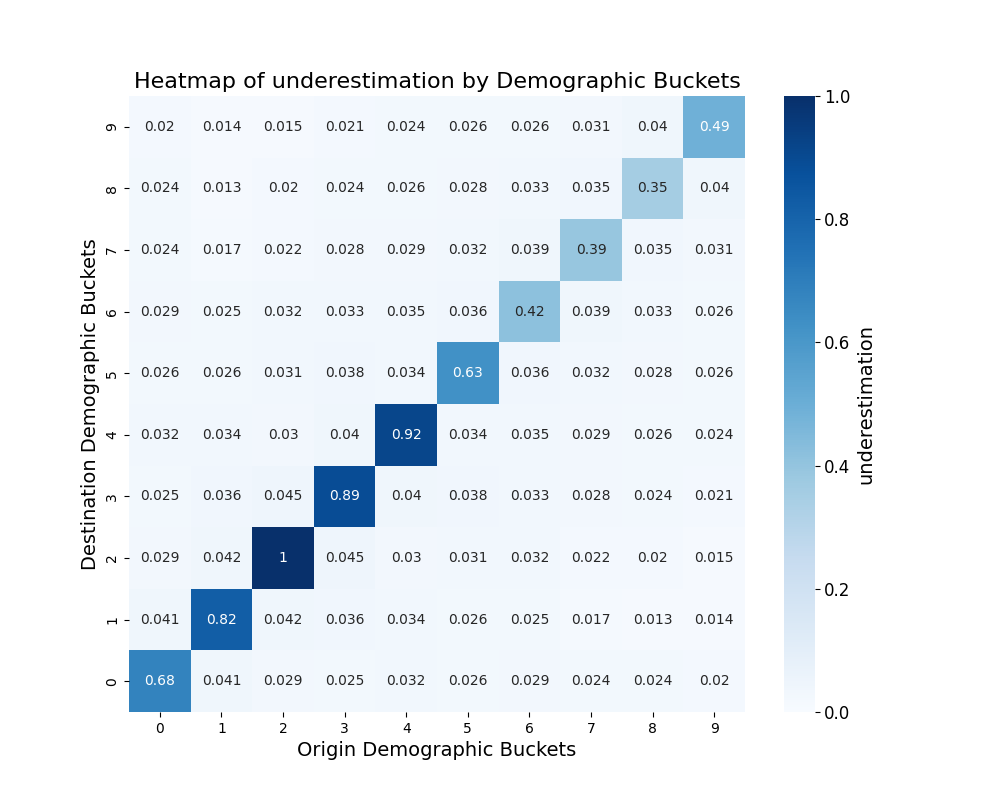 Heatmap of underestimation by Demographic Buckets
9 0.02 0.014 0.015 0.021 0.024 0.026 0.026 0.031 0.04 0.49
8 0.024 0.013 0.02 0.024 0.026 0.028 0.033 0.035 0.35 0.04
7 0.024 0.017 0.022 0.028 0.029 0.032 0.039 0.39 0.035 0.031
6 0.029 0.025 0.032 0.033 0.035 0.036 0.42 0.039 0.033 0.026
5 0.026 0.026 0.031 0.038 0.034 0.63 0.036 0.032 0.028 0.026
4 0.032 0.034 0.03 0.04 0.92 0.034 0.035 0.029 0.026 0.024
3 0.025 0.036 0.045 0.89 0.04 0.038 0.033 0.028 0.024 0.021
2 0.029 0.042 1 0.045 0.03 0.031 0.032 0.022 0.02 0.015
1 0.041 0.82 0.042 0.036 0.034 0.026 0.025 0.017 0.013 0.014
0 0.68 0.041 0.029 0.025 0.032 0.026 0.029 0.024 0.024 0.02
0 1 2 3 4 5 6 7 8 9
Origin Demographic Buckets
Destination Demographic Buckets
1.0
0.8
0.6
0.4
0.2
0.0
underestimation